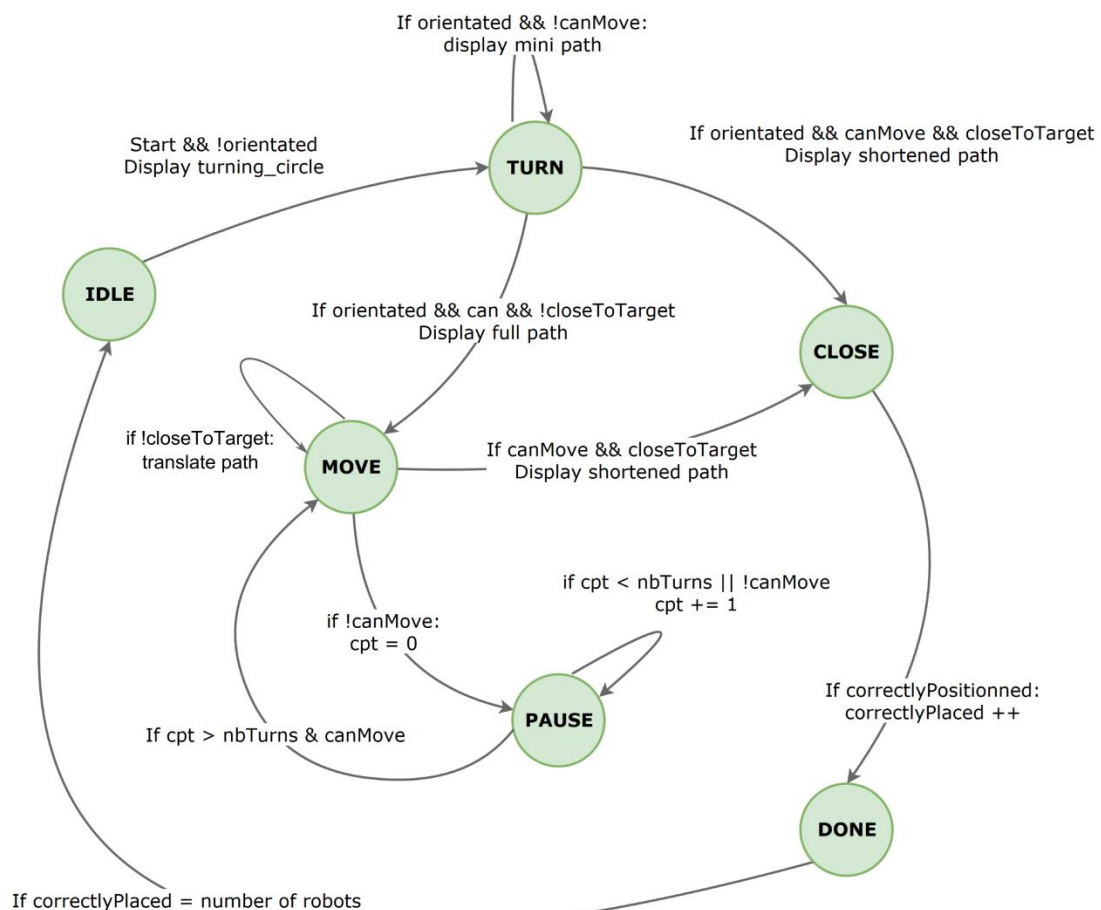 If orientated && !canMove:
display mini path
Start && !orientated
Display turning_circle
If orientated && canMove && closeToTarget
Display shortened path
TURN
IDLE
If orientated && can && !closeToTarget
Display full path
CLOSE
if !closeToTarget:
translate path
MOVE
If canMove && closeToTarget
Display shortened path
if cpt < nbTurns || !canMove
cpt += 1
if !canMove:
cpt = 0
PAUSE
If cpt > nbTurns & canMove
If correctlyPositionned:
correctlyPlaced ++
DONE
If correctlyPlaced = number of robots